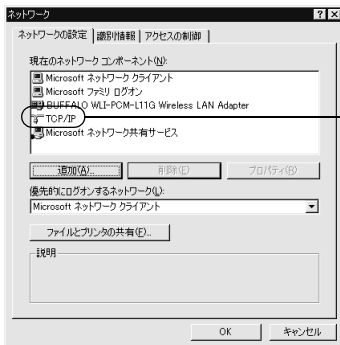 ネットワーク
ネットワークの設定 識別情報 アクセスの制御
現在のネットワーク コンポーネント(N):
Microsoft ネットワーク クライアント
Microsoft ファミリ ログオン
BUFFALO WLI-PCM-L11G Wireless LAN Adapter
TCP/IP
Microsoft ネットワーク共有サービス
追加(A)... 削除(E) プロパティ(R)
優先的にログオンするネットワーク(L):
Microsoft ネットワーク クライアント
ファイルとプリンタの共有(F)...
説明
OK キャンセル